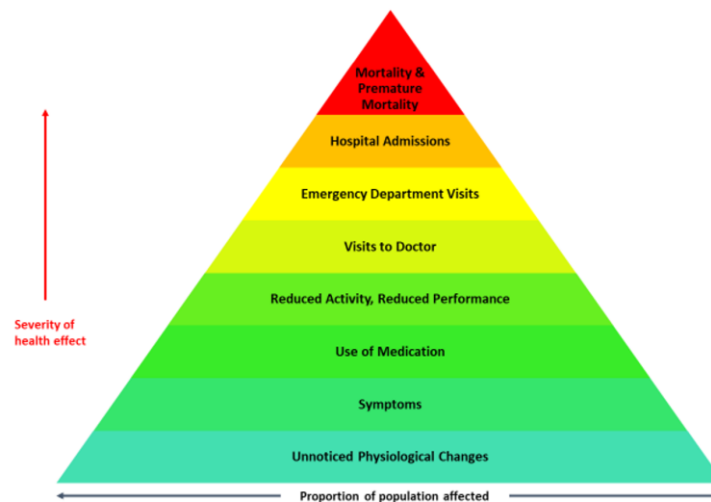 Mortality &
Premature
Mortality
Hospital Admissions
Emergency Department Visits
Visits to Doctor
Reduced Activity, Reduced Performance
Severity of
health effect
Use of Medication
Symptoms
Unnoticed Physiological Changes
Proportion of population affected